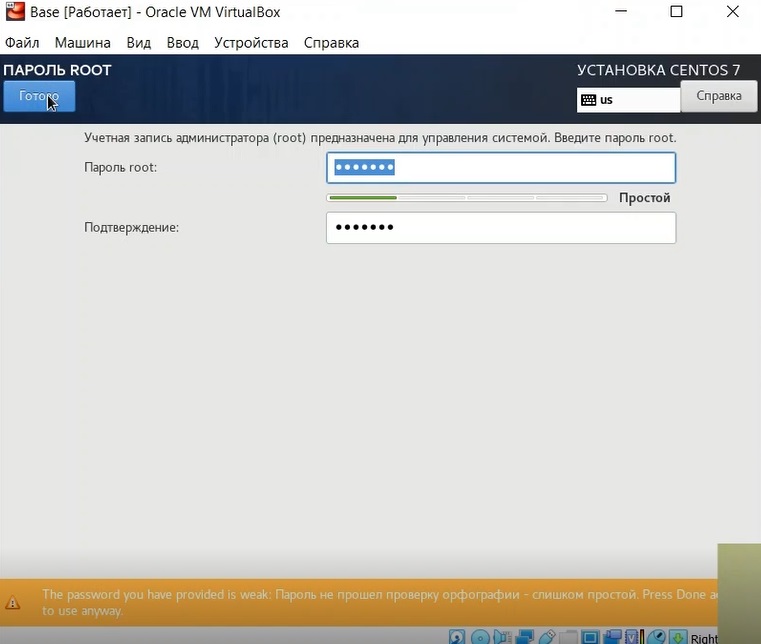 Base [Работает] - Oracle VM VirtualBox
Файл Машина Вид Ввод Устройства Справка
ПАРОЛЬ ROOT
УСТАНОВКА CENTOS 7
Готово
us
Справка
Учетная запись администратора (root) предназначена для управления системой. Введите пароль root.
Пароль root:
•••••••
Простой
Подтверждение:
•••••••
The password you have provided is weak: Пароль не прошел проверку орфографии - слишком простой. Press Done
to use anyway.
Right